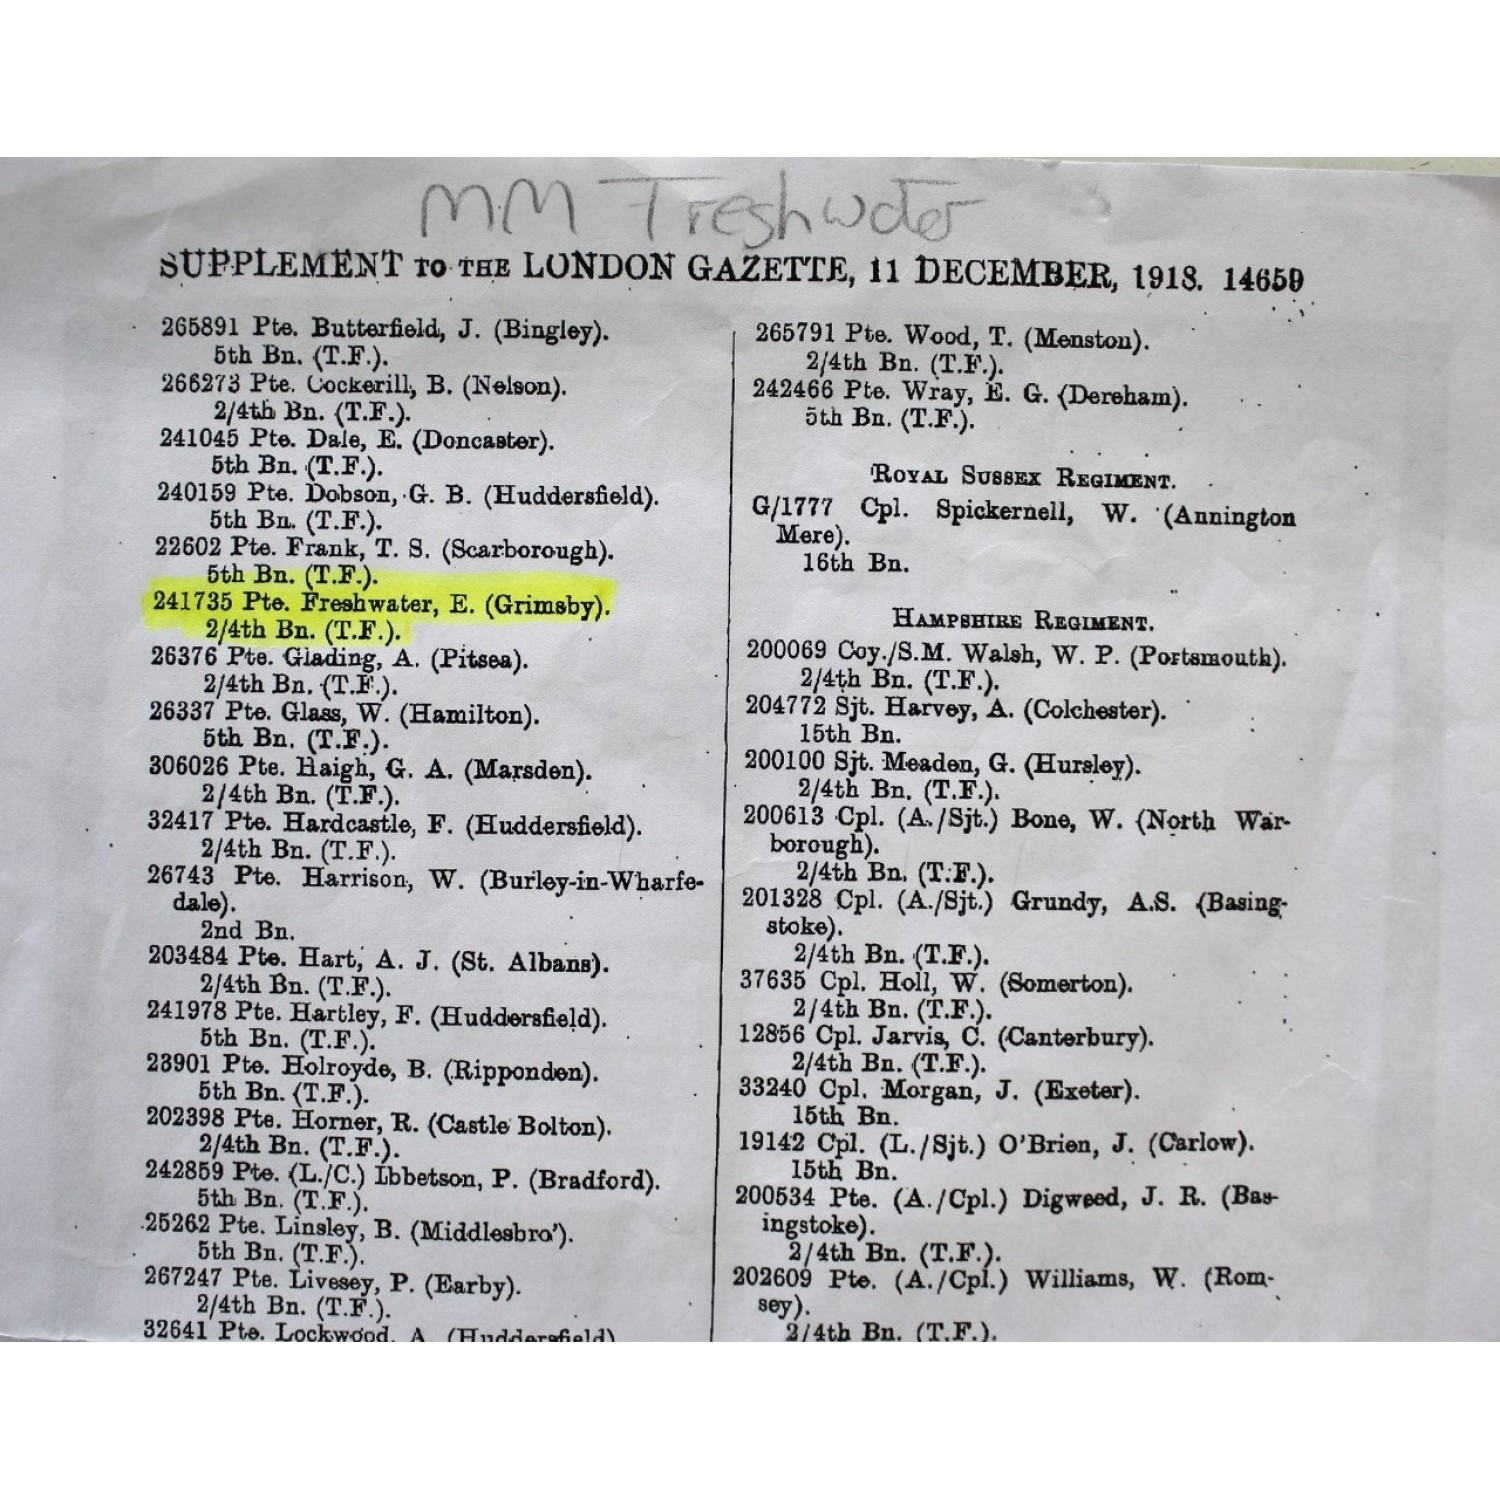 MM Freshwater
SUPPLEMENT TO THE LONDON GAZETTE, 11 DECEMBER, 1918. 14659
265891 Pte. Butterfield, J. (Bingley).
5th Bn. (T.F.).
266273 Pte. Cockerill, B. (Nelson).
2/4th Bn. (T.F.).
241045 Pte. Dale, E. (Doncaster).
5th Bn. (T.F.).
240159 Pte. Dobson, G. B. (Huddersfield).
5th Bn. (T.F.).
22602 Pte. Frank, T. S. (Scarborough).
5th Bn. (T.F.).
241735 Pte. Freshwater, E. (Grimsby).
2/4th Bn. (T.F.).
26376 Pte. Glading, A. (Pitsea).
2/4th Bn. (T.F.).
26337 Pte. Glass, W. (Hamilton).
5th Bn. (T.F.).
306026 Pte. Haigh, G. A. (Marsden).
2/4th Bn. (T.F.).
32417 Pte. Hardcastle, F. (Huddersfield).
2/4th Bn. (T.F.).
26743 Pte. Harrison, W. (Burley-in-Wharfe-
dale).
2nd Bn.
203484 Pte. Hart, A. J. (St. Albans).
2/4th Bn. (T.F.).
241978 Pte. Hartley, F. (Huddersfield).
5th Bn. (T.F.).
23901 Pte. Holroyde, B. (Ripponden).
5th Bn. (T.F.).
202398 Pte. Horner, R. (Castle Bolton).
2/4th Bn. (T.F.).
242859 Pte. (L./C.) Ibbetson, P. (Bradford).
5th Bn. (T.F.).
25262 Pte. Linsley, B. (Middlesbro').
5th Bn. (T.F.).
267247 Pte. Livesey, P. (Earby).
2/4th Bn. (T.F.).
32641 Pte. Lockwood, A. (Huddersfield)
265791 Pte. Wood, T. (Menston).
2/4th Bn. (T.F.).
242466 Pte. Wray, E. G. (Dereham).
5th Bn. (T.F.).
ROYAL SUSSEX REGIMENT.
G/1777 Cpl. Spickernell, W. (Annington
Mere).
16th Bn.
HAMPSHIRE REGIMENT.
200069 Coy./S.M. Walsh, W. P. (Portsmouth).
2/4th Bn. (T.F.).
204772 Sjt. Harvey, A. (Colchester).
15th Bn.
200100 Sjt. Meaden, G. (Hursley).
2/4th Bn. (T.F.).
200613 Cpl. (A./Sjt.) Bone, W. (North War-
borough).
2/4th Bn. (T.F.).
201328 Cpl. (A./Sjt.) Grundy, A.S. (Basing-
stoke).
2/4th Bn. (T.F.).
37635 Cpl. Holl, W. (Somerton).
2/4th Bn. (T.F.).
12856 Cpl. Jarvis, C. (Canterbury).
2/4th Bn. (T.F.).
33240 Cpl. Morgan, J. (Exeter).
15th Bn.
19142 Cpl. (L./Sjt.) O'Brien, J. (Carlow).
15th Bn.
200534 Pte. (A./Cpl.) Digweed, J. R. (Bas-
ingstoke).
2/4th Bn. (T.F.).
202609 Pte. (A./Cpl.) Williams, W. (Rom-
sey).
2/4th Bn. (T.F.).